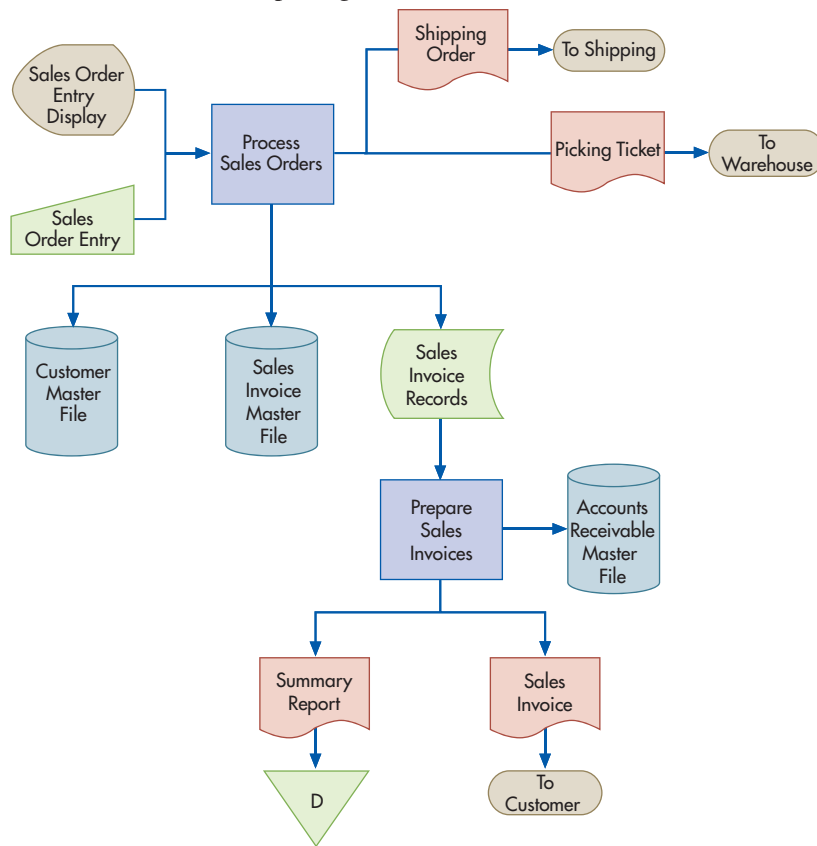 Shipping
Order
To Shipping
Sales Order
Entry
Display
Process
Sales Orders
Picking Ticket
To
Warehouse
Sales
Order Entry
Customer
Master
File
Sales
Invoice
Master
File
Sales
Invoice
Records
Prepare
Sales
Invoices
Accounts
Receivable
Master
File
Summary
Report
Sales
Invoice
D
To
Customer